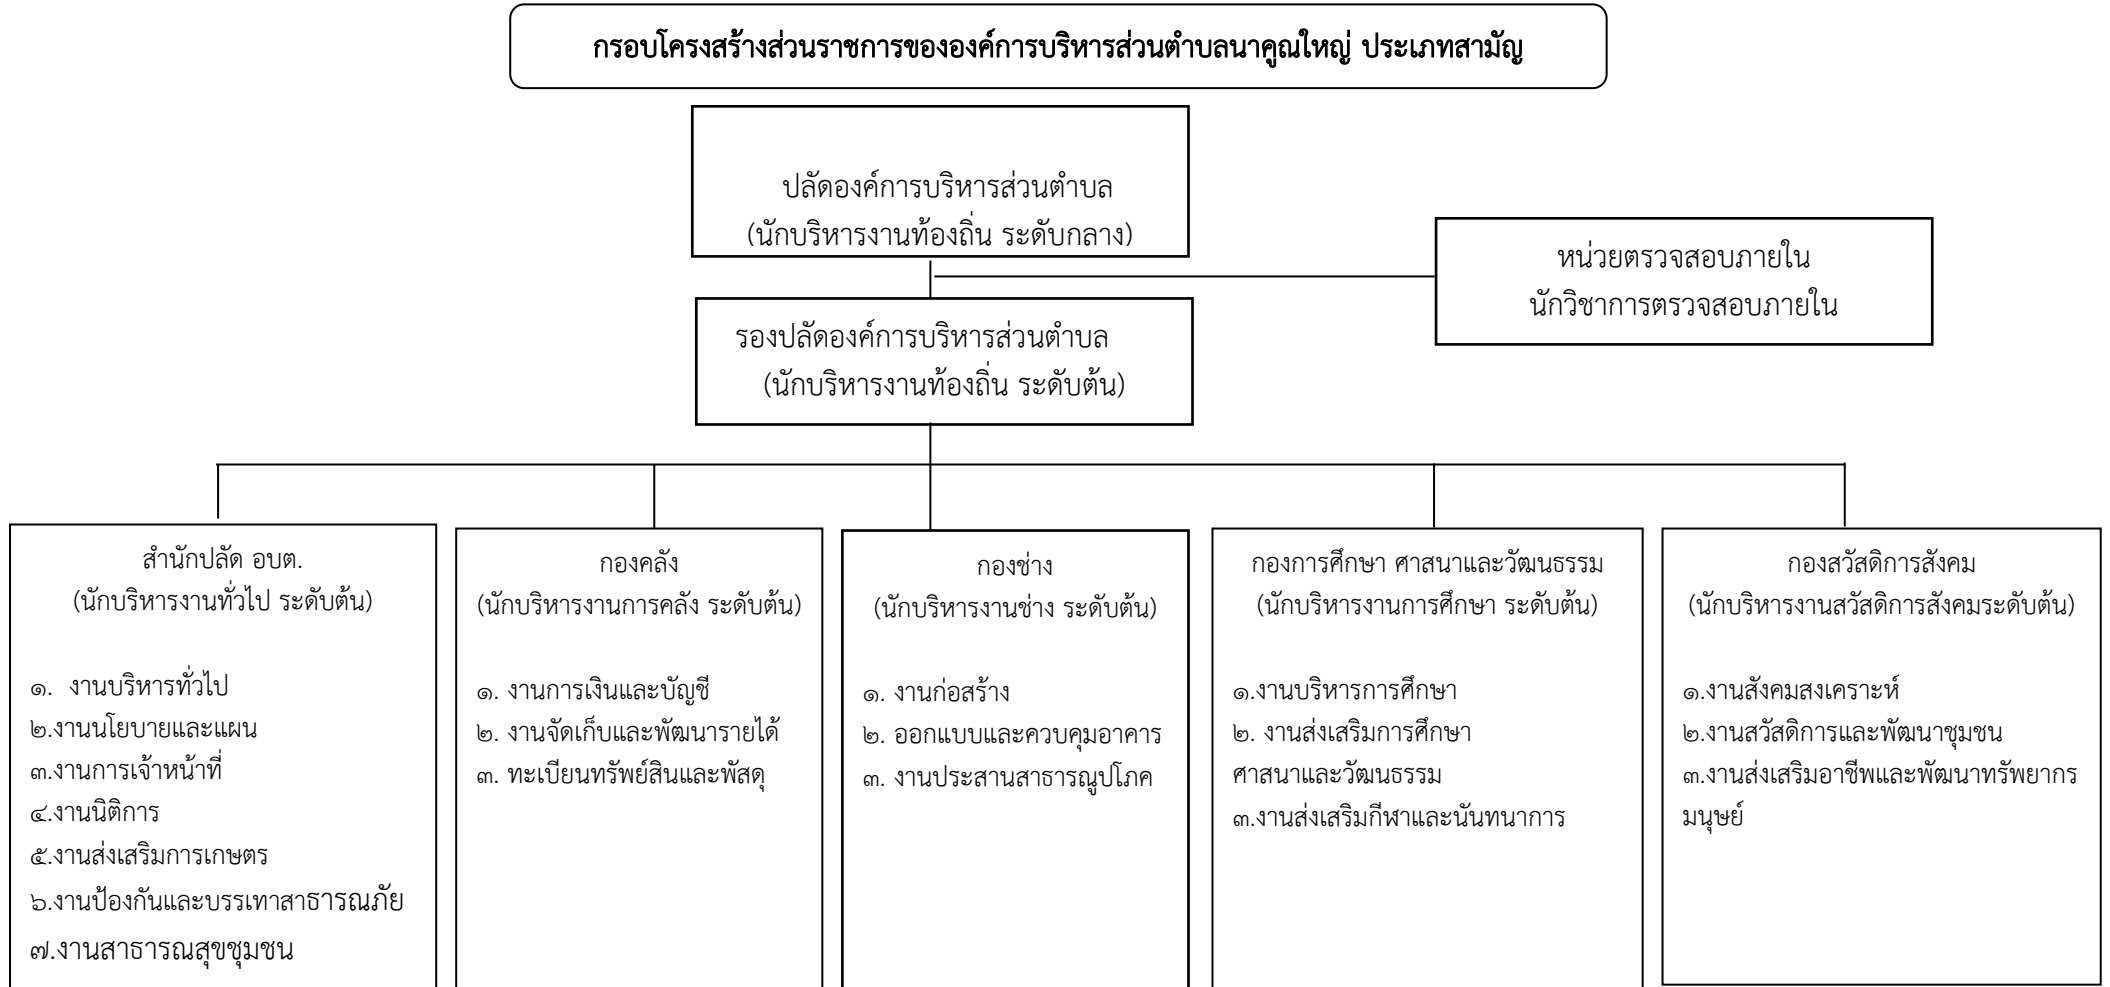 กรอบโครงสร้างส่วนราชการขององค์การบริหารส่วนตำบลนาคูณใหญ่ ประเภทสามัญ
ปลัดองค์การบริหารส่วนตำบล
(นักบริหารงานท้องถิ่น ระดับกลาง)
หน่วยตรวจสอบภายใน
นักวิชาการตรวจสอบภายใน
รองปลัดองค์การบริหารส่วนตำบล
(นักบริหารงานท้องถิ่น ระดับต้น)
สำนักปลัด อบต.
(นักบริหารงานทั่วไป ระดับต้น)
๑. งานบริหารทั่วไป
๒.งานนโยบายและแผน
๓.งานการเจ้าหน้าที่
๔.งานนิติการ
๕.งานส่งเสริมการเกษตร
๖.งานป้องกันและบรรเทาสาธารณภัย
๗.งานสาธารณสุขชุมชน
กองคลัง
(นักบริหารงานการคลัง ระดับต้น)
๑. งานการเงินและบัญชี
๒. งานจัดเก็บและพัฒนารายได้
๓. ทะเบียนทรัพย์สินและพัสดุ
กองช่าง
(นักบริหารงานช่าง ระดับต้น)
๑. งานก่อสร้าง
๒. ออกแบบและควบคุมอาคาร
๓. งานประสานสาธารณูปโภค
กองการศึกษา ศาสนาและวัฒนธรรม
(นักบริหารงานการศึกษา ระดับต้น)
๑.งานบริหารการศึกษา
๒. งานส่งเสริมการศึกษา
ศาสนาและวัฒนธรรม
๓.งานส่งเสริมกีฬาและนันทนาการ
กองสวัสดิการสังคม
(นักบริหารงานสวัสดิการสังคมระดับต้น)
๑.งานสังคมสงเคราะห์
๒.งานสวัสดิการและพัฒนาชุมชน
๓.งานส่งเสริมอาชีพและพัฒนาทรัพยากร
มนุษย์